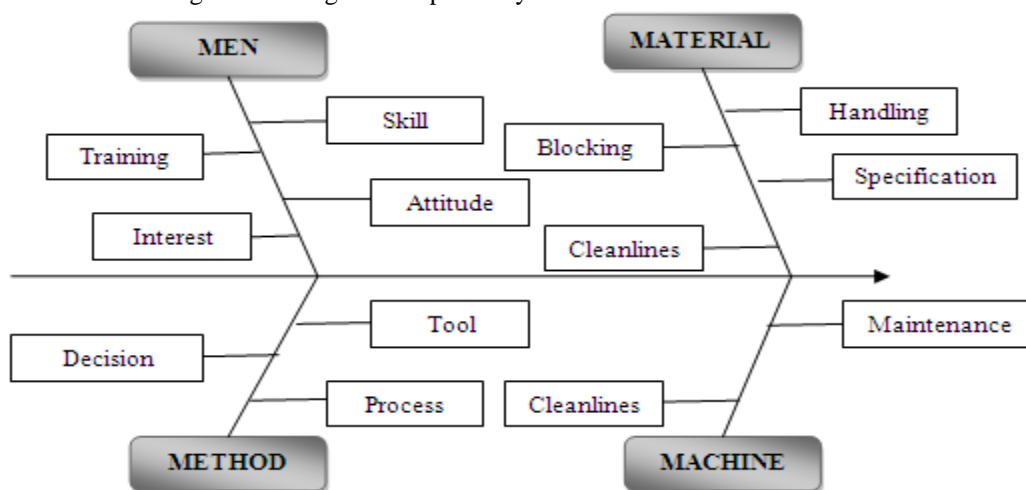 MEN
MATERIAL
Skill
Handling
Training
Blocking
Specification
Attitude
Interest
Cleanlines
Tool
Maintenance
Decision
Process
Cleanlines
METHOD
MACHINE